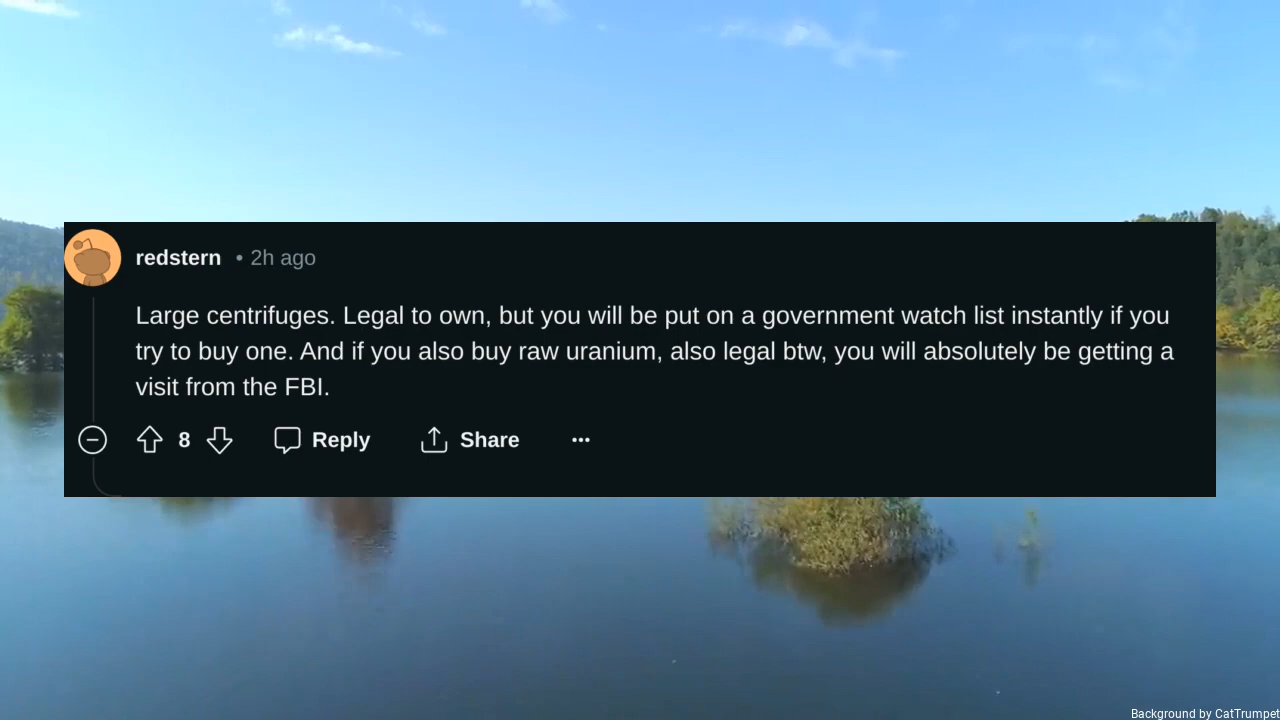 redstern • 2h ago
Large centrifuges. Legal to own, but you will be put on a government watch list instantly if you
try to buy one. And if you also buy raw uranium, also legal btw, you will absolutely be getting a
visit from the FBI.
8 Reply Share
Background by CatTrumpet